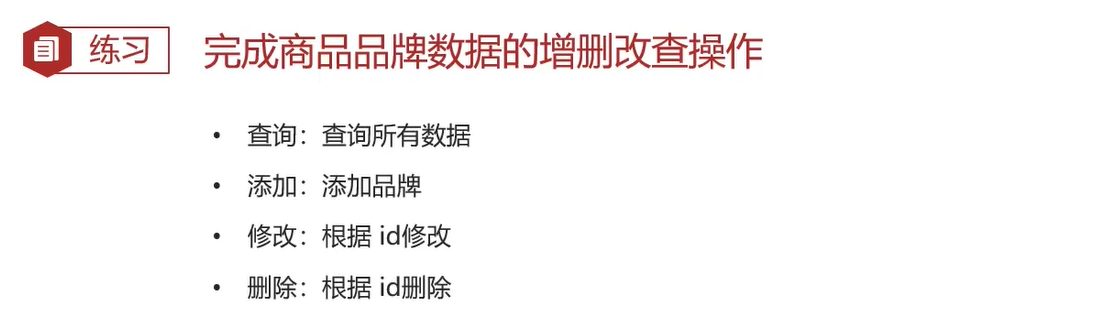 练习
完成商品品牌数据的增删改查操作
• 查询：查询所有数据
• 添加：添加品牌
• 修改：根据 id修改
• 删除：根据 id删除